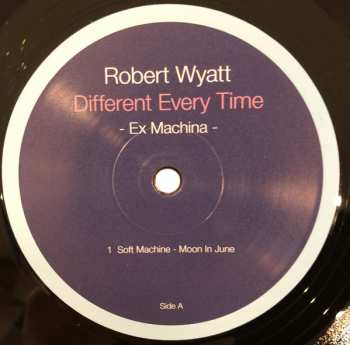 Robert Wyatt
Different Every Time
- Ex Machina -
1 Soft Machine - Moon In June
Side A